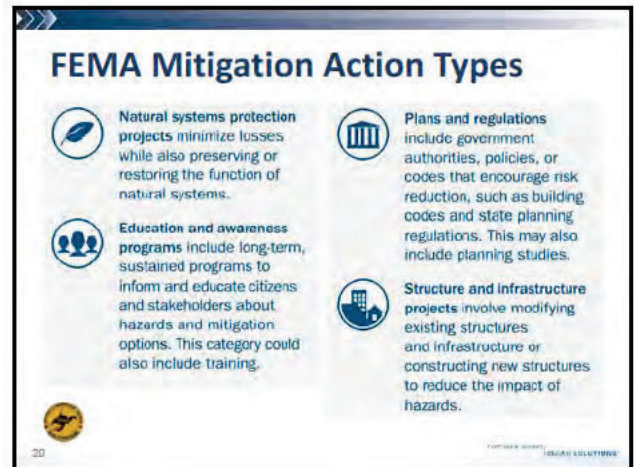 FEMA Mitigation Action Types
Natural systems protection
projects minimize losses
while also preserving or
restoring the function of
natural systems.
Education and awareness
programs include long-term,
sustained programs to
inform and educate citizens
and stakeholders about
hazards and mitigation
options. This category could
also include training.
Plans and regulations
include government
authorities, policies, or
codes that encourage risk
reduction, such as building
codes and state planning
regulations. This may also
include planning studies.
Structure and infrastructure
projects involve modifying
existing structures
and infrastructure or
constructing new structures
to reduce the impact of
hazards.
20
SOLUTIONS